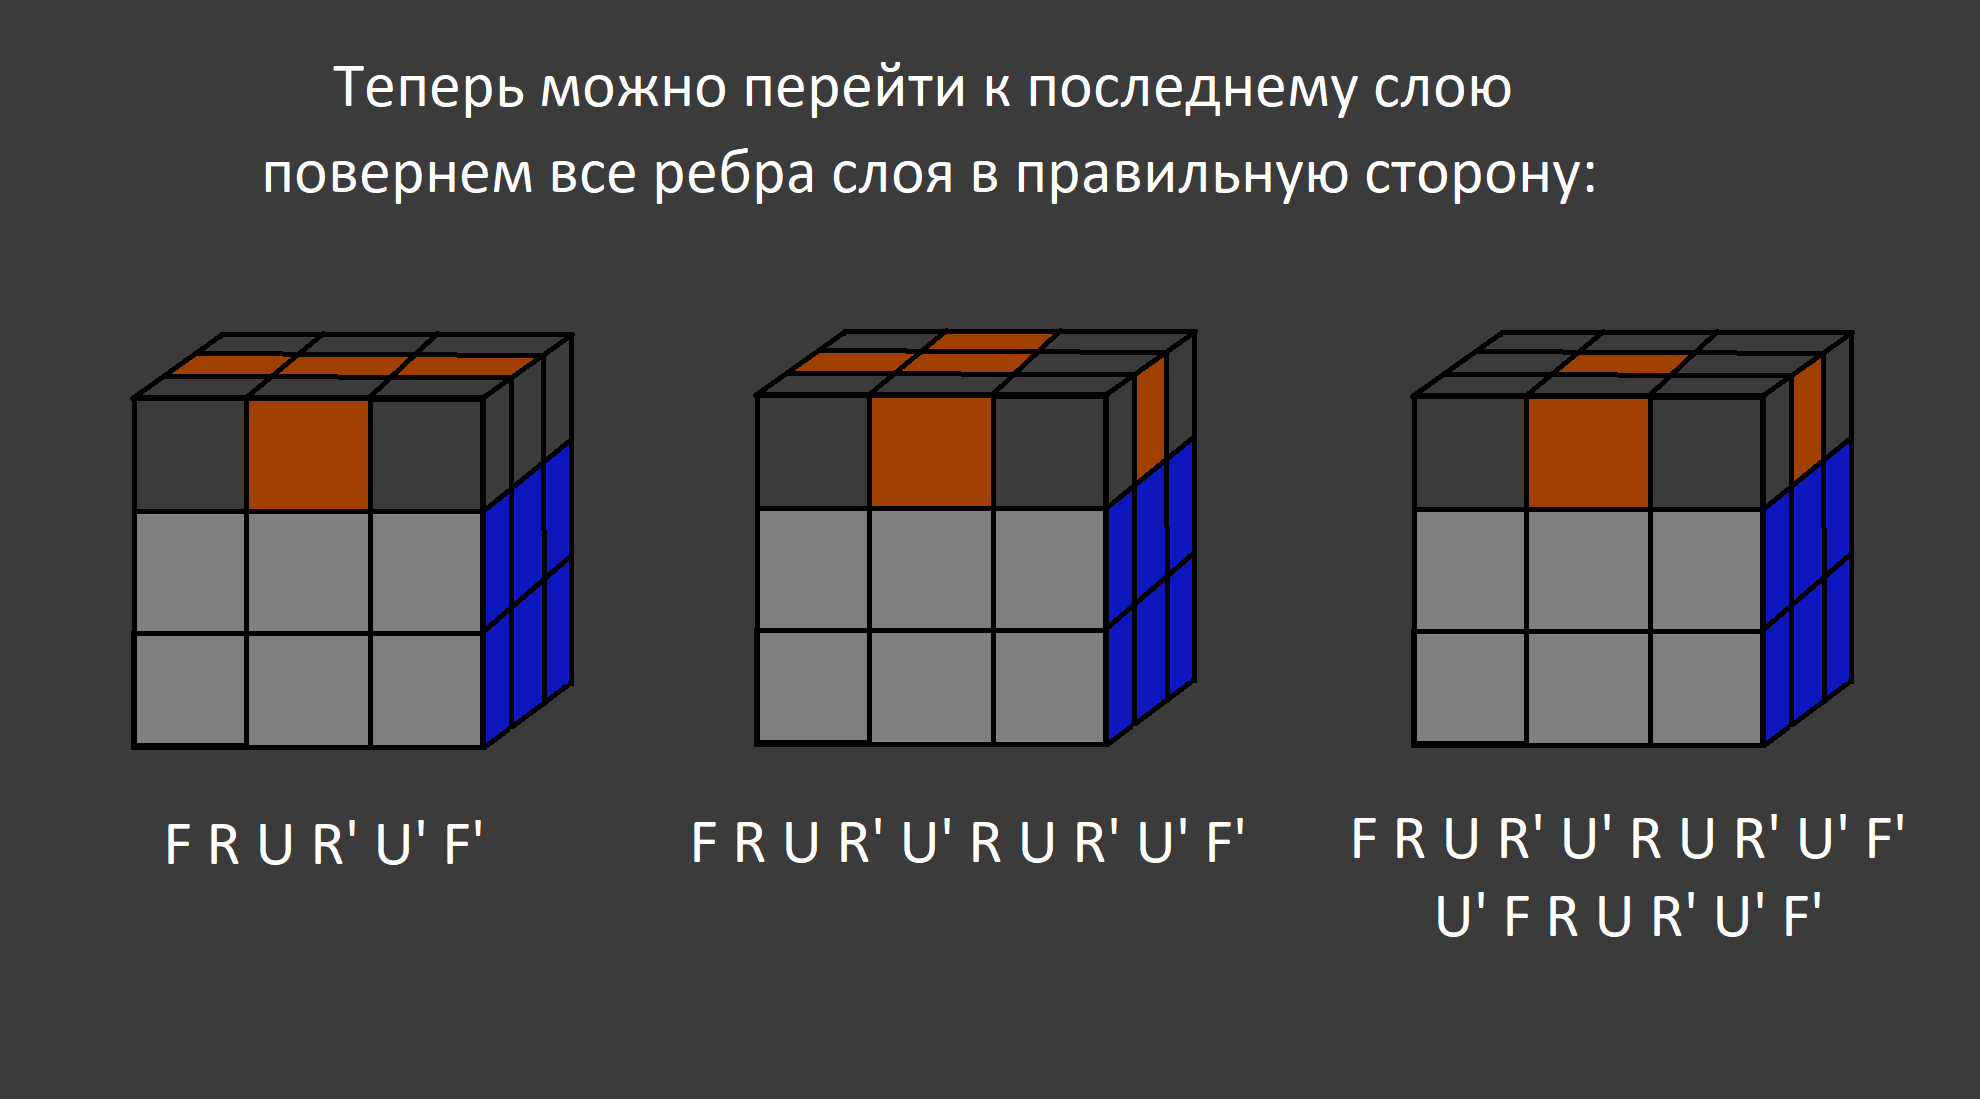 Теперь можно перейти к последнему слою
повернем все ребра слоя в правильную сторону:
F R U R' U' F'
F R U R' U' R U R' U' F'
F R U R' U' R U R' U' F'
U' F R U R' U' F'